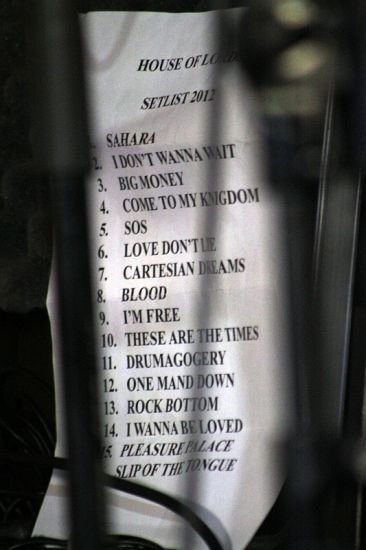 HOUSE OF LORDS
SETLIST 2012
1. SAHARA
2. I DON'T WANNA WAIT
3. BIG MONEY
4. COME TO MY KNIGDOM
5. SOS
6. LOVE DON'T LIE
7. CARTESIAN DREAMS
8. BLOOD
9. I'M FREE
10. THESE ARE THE TIMES
11. DRUMAGOGERY
12. ONE MAND DOWN
13. ROCK BOTTOM
14. I WANNA BE LOVED
15. PLEASURE PALACE
SLIP OF THE TONGUE